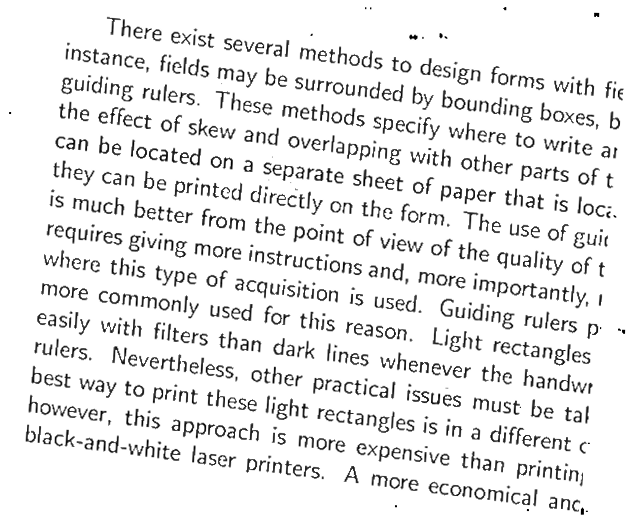 There exist several methods to design forms with fie
instance, fields may be surrounded by bounding boxes, b
guiding rulers. These methods specify where to write ar
the effect of skew and overlapping with other parts of t
can be located on a separate sheet of paper that is loca
they can be printed directly on the form. The use of guid
is much better from the point of view of the quality of t
requires giving more instructions and, more importantly, r
where this type of acquisition is used. Guiding rulers p
more commonly used for this reason. Light rectangles
easily with filters than dark lines whenever the handwr
rulers. Nevertheless, other practical issues must be tak
best way to print these light rectangles is in a different c
however, this approach is more expensive than printing
black-and-white laser printers. A more economical and